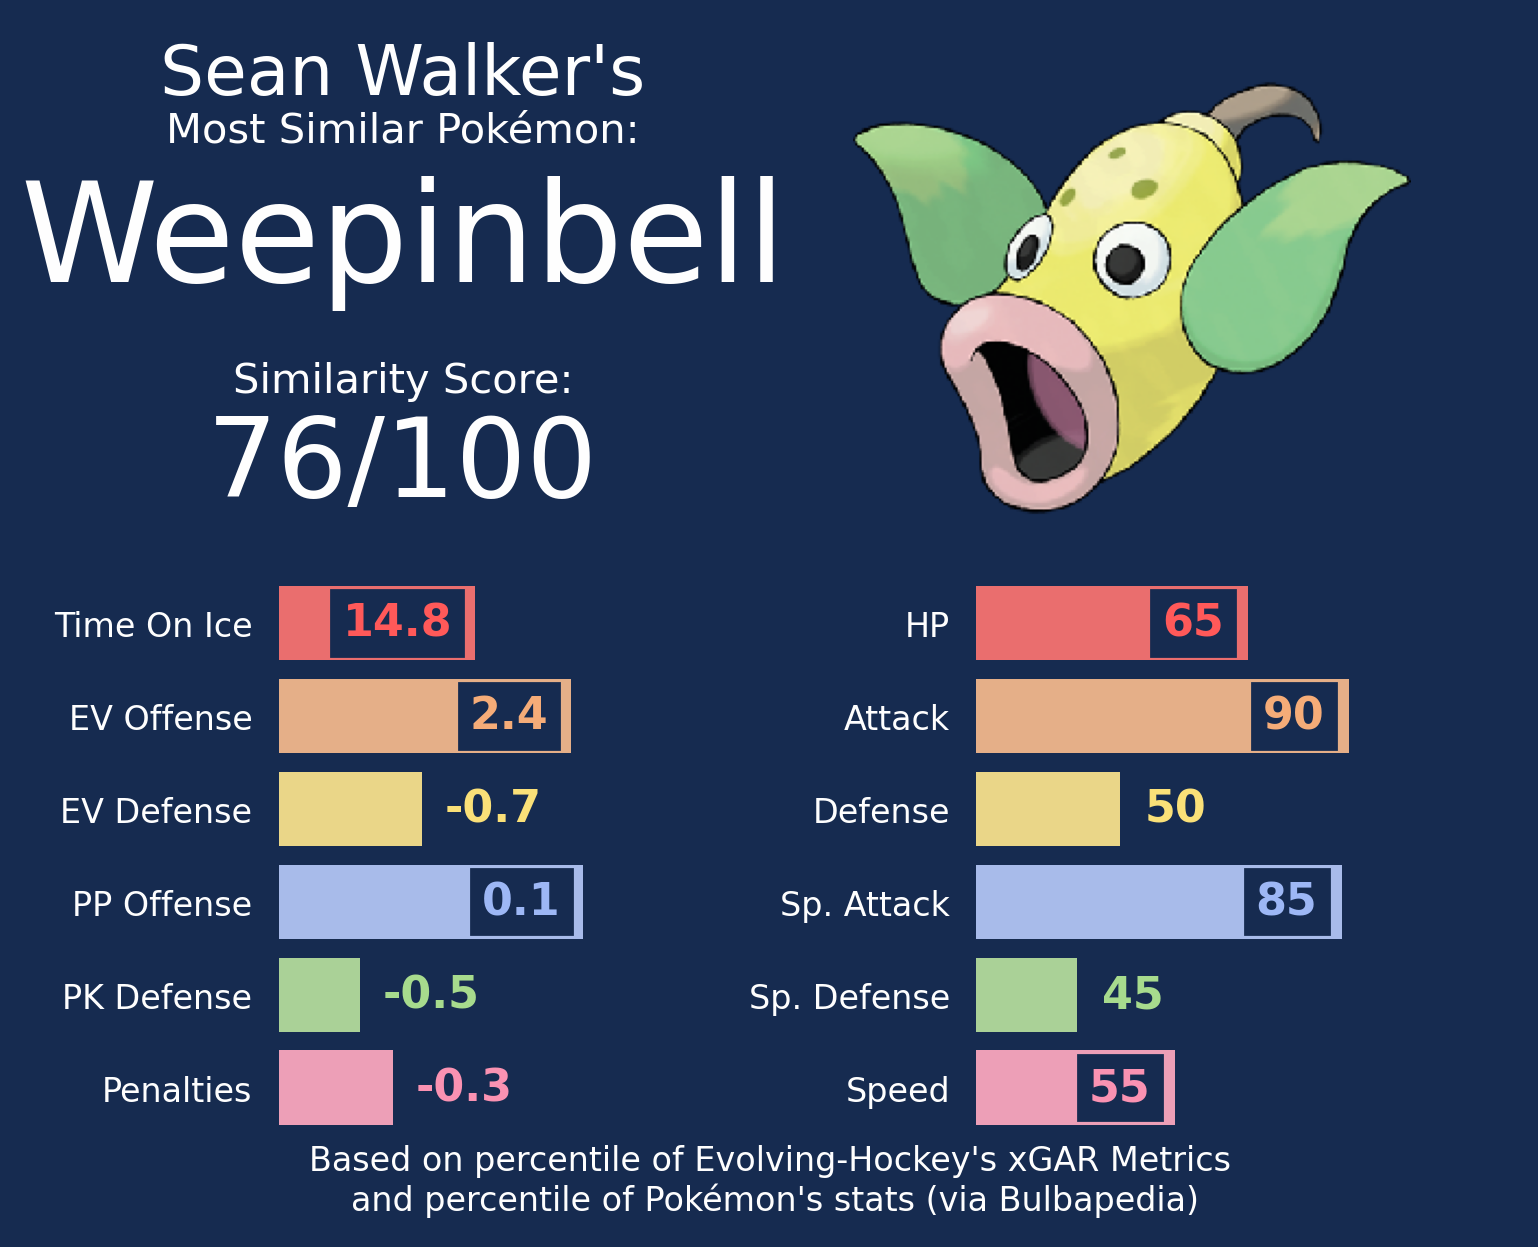 Sean Walker's
Most Similar Pokémon:
Weepinbell
Similarity Score:
76/100
Time On Ice 14.8
EV Offense 2.4
EV Defense -0.7
PP Offense 0.1
PK Defense -0.5
Penalties -0.3
HP 65
Attack 90
Defense 50
Sp. Attack 85
Sp. Defense 45
Speed 55
Based on percentile of Evolving-Hockey's xGAR Metrics
and percentile of Pokémon's stats (via Bulbapedia)